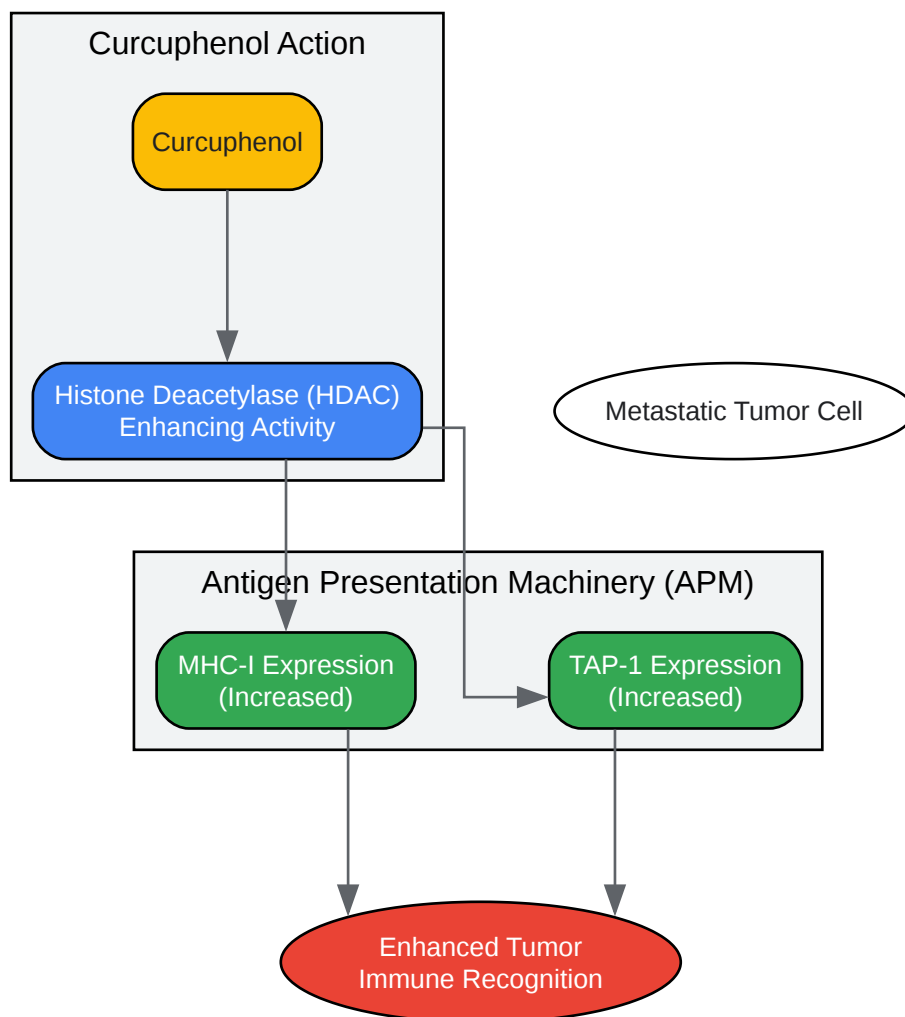 Curcuphenol Action
Curcuphenol
Histone Deacetylase (HDAC)
Enhancing Activity
Metastatic Tumor Cell
Antigen Presentation Machinery (APM)
MHC-I Expression
(Increased)
TAP-1 Expression
(Increased)
Enhanced Tumor
Immune Recognition